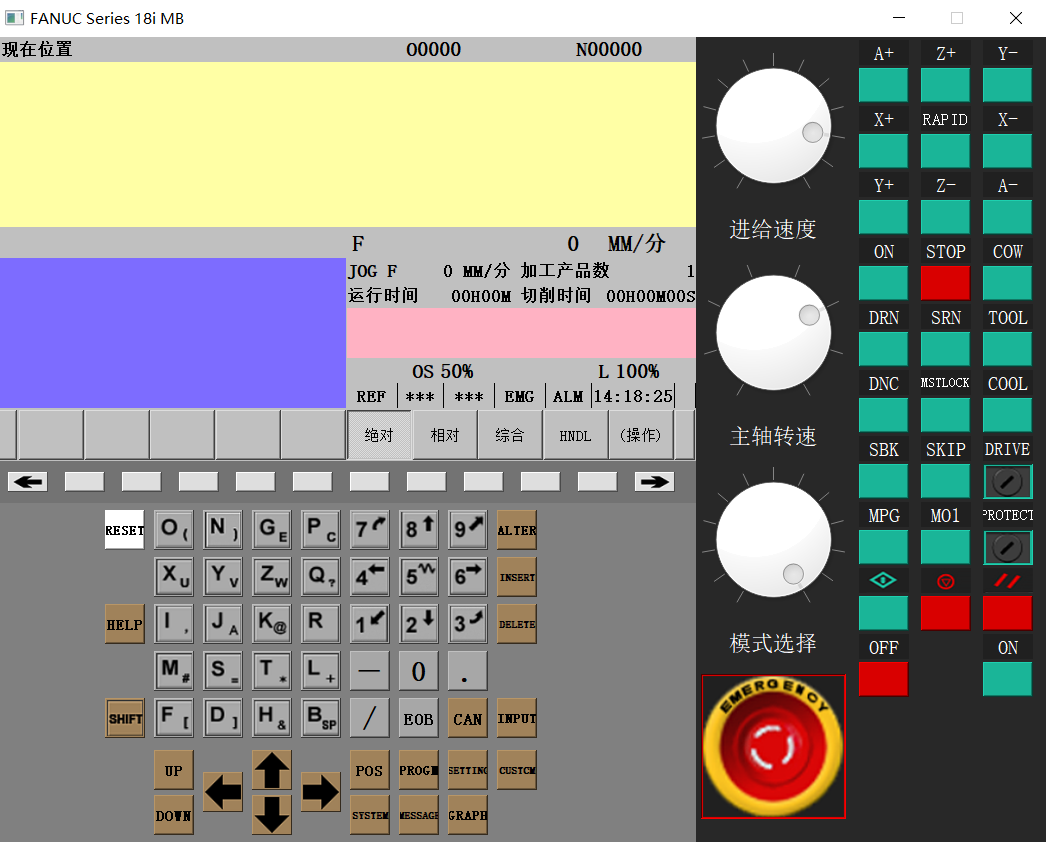 FANUC Series 18i MB
现在位置 O0000 N00000
F 0 MM/分
JOG F 0 MM/分 加工产品数 1
运行时间 00H00M 切削时间 00H00M00S
OS 50% L 100%
REF *** *** EMG ALM 14:18:25
绝对 相对 综合 HNDL (操作)
RESET O( N) GE PC 7 8 9 ALTER
XU YV ZW Q? 4 5 6 INSERT
HELP I, JA K@ R 1 2 3 DELETE
M# S= T* L+ — 0 .
SHIFT F[ D] H& BSP / EOB CAN INPUT
UP POS PROGM SETTING CUSTCM
DOWN SYSTEM MESSAGE GRAPH
进给速度
主轴转速
模式选择
EMERGENCY
A+ Z+ Y-
X+ RAPID X-
Y+ Z- A-
ON STOP COW
DRN SRN TOOL
DNC MSTLOCK COOL
SBK SKIP DRIVE
MPG M01 PROTECT
OFF ON